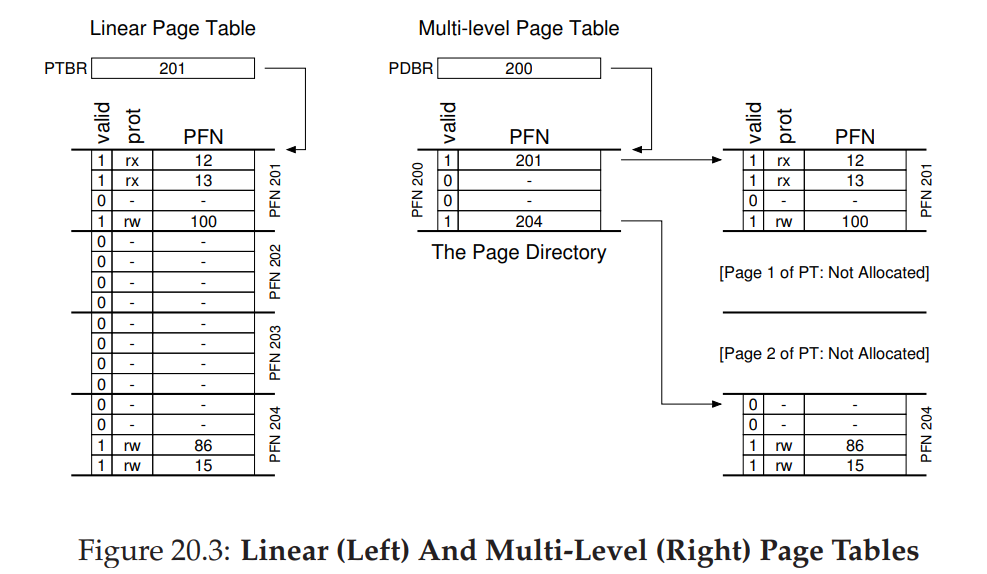 Linear Page Table
PTBR 201
valid prot PFN
1 rx 12
1 rx 13
0 - -
1 rw 100
PFN 201
0 - -
0 - -
0 - -
0 - -
PFN 202
0 - -
0 - -
0 - -
0 - -
PFN 203
0 - -
0 - -
1 rw 86
1 rw 15
PFN 204
Multi-level Page Table
PDBR 200
valid PFN
PFN 200
1 201
0 -
0 -
1 204
The Page Directory
valid prot PFN
1 rx 12
1 rx 13
0 - -
1 rw 100
PFN 201
[Page 1 of PT: Not Allocated]
[Page 2 of PT: Not Allocated]
0 - -
0 - -
1 rw 86
1 rw 15
PFN 204
Figure 20.3: Linear (Left) And Multi-Level (Right) Page Tables